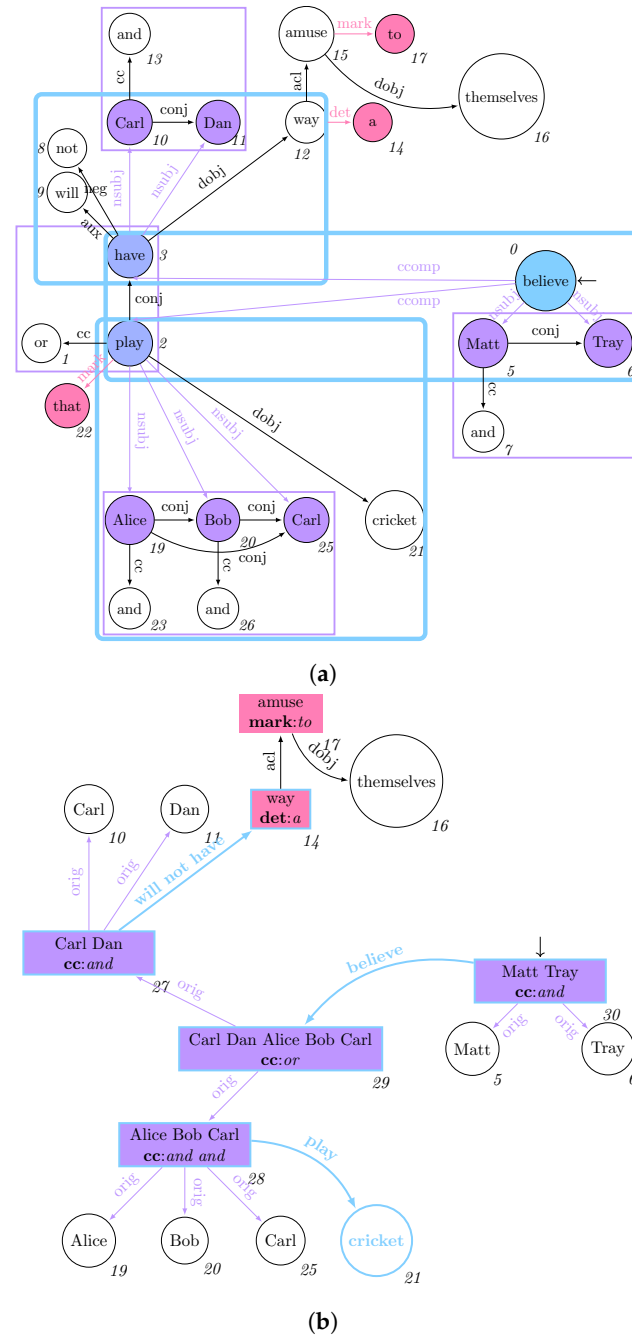 and
13
cc
Carl
10
conj
Dan
11
amuse
15
mark
to
17
dobj
themselves
16
acl
way
12
det
a
14
8
not
9
will
neg
aux
nsubj
nsubj
dobj
have
3
0
believe
←
ccomp
ccomp
nsubj
nsubj
conj
or
1
cc
play
2
Matt
5
conj
Tray
6
mark
that
22
nsubj
nsubj
nsubj
dobj
cc
and
7
Alice
19
conj
Bob
20
conj
Carl
25
conj
cricket
21
cc
cc
and
23
and
26
(a)
amuse
mark:to
17
acl
dobj
themselves
16
way
det:a
14
Carl
10
Dan
11
orig
orig
will not have
Carl Dan
cc:and
27
orig
believe
↓
Matt Tray
cc:and
30
orig
orig
Matt
5
Tray
6
Carl Dan Alice Bob Carl
cc:or
29
orig
Alice Bob Carl
cc:and and
28
play
orig
orig
orig
Alice
19
Bob
20
Carl
25
cricket
21
(b)